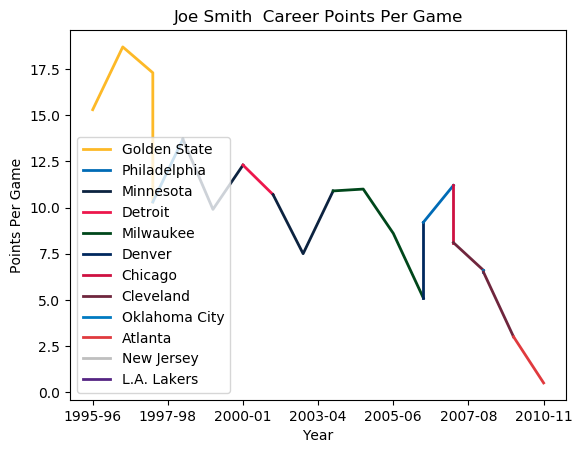 Joe Smith  Career Points Per Game
Points Per Game
17.5
15.0
12.5
10.0
7.5
5.0
2.5
0.0
Golden State
Philadelphia
Minnesota
Detroit
Milwaukee
Denver
Chicago
Cleveland
Oklahoma City
Atlanta
New Jersey
L.A. Lakers
1995-96 1997-98 2000-01 2003-04 2005-06 2007-08 2010-11
Year